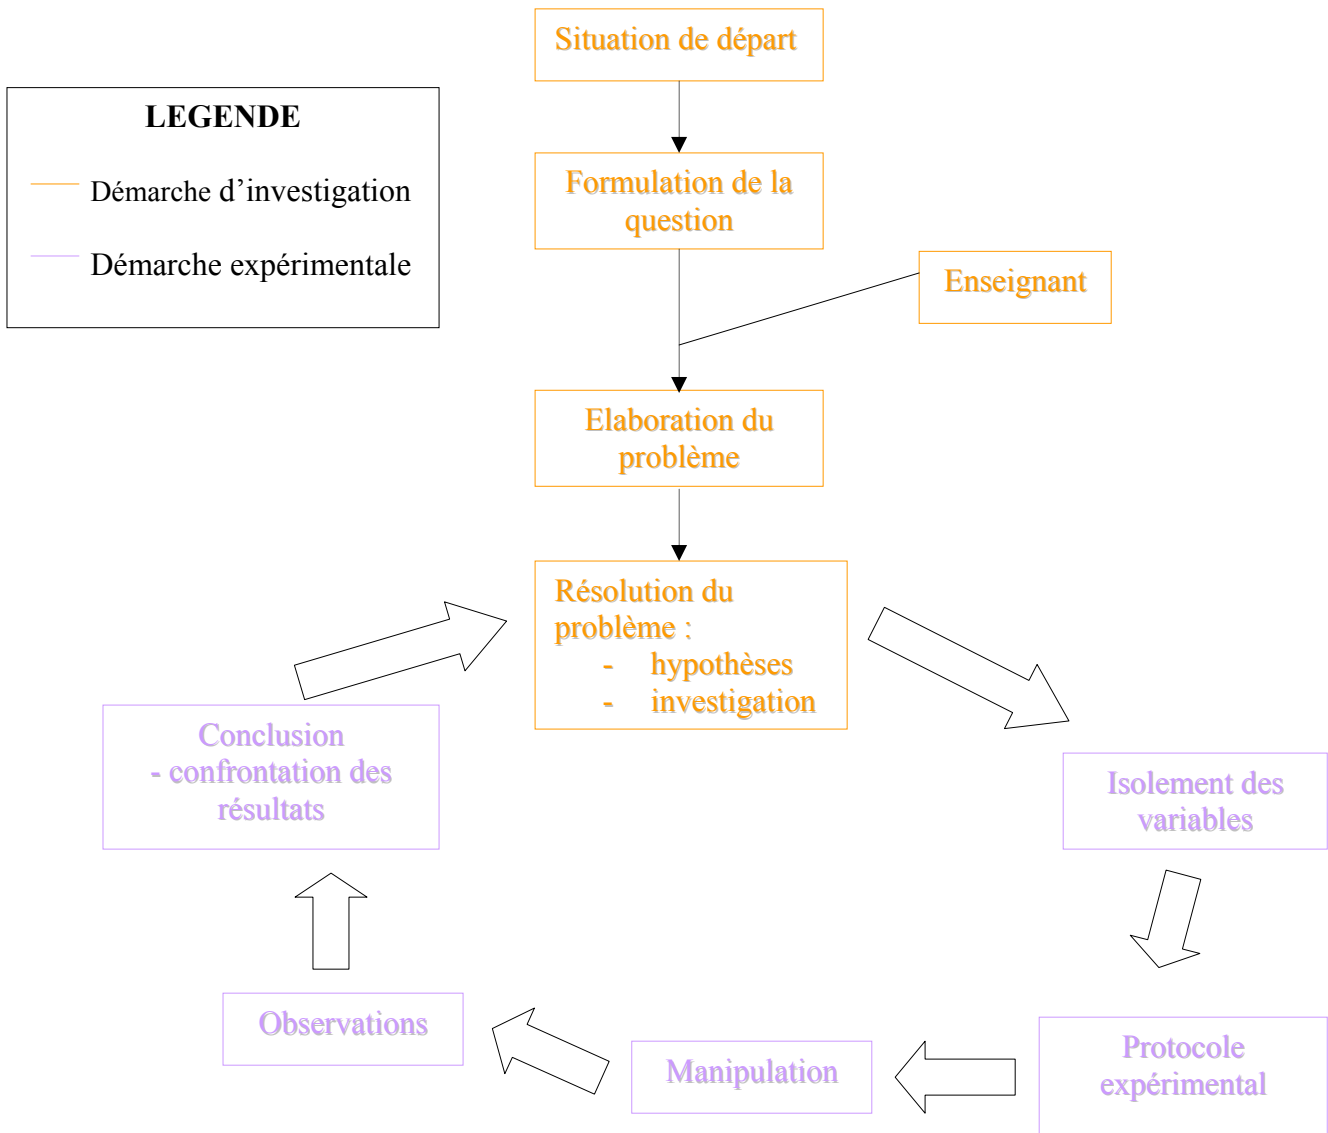 Situation de départ
LEGENDE
Démarche d’investigation
Démarche expérimentale
Formulation de la
question
Enseignant
Elaboration du
problème
Résolution du
problème :
- hypothèses
- investigation
Conclusion
- confrontation des
résultats
Isolement des
variables
Observations
Manipulation
Protocole
expérimental